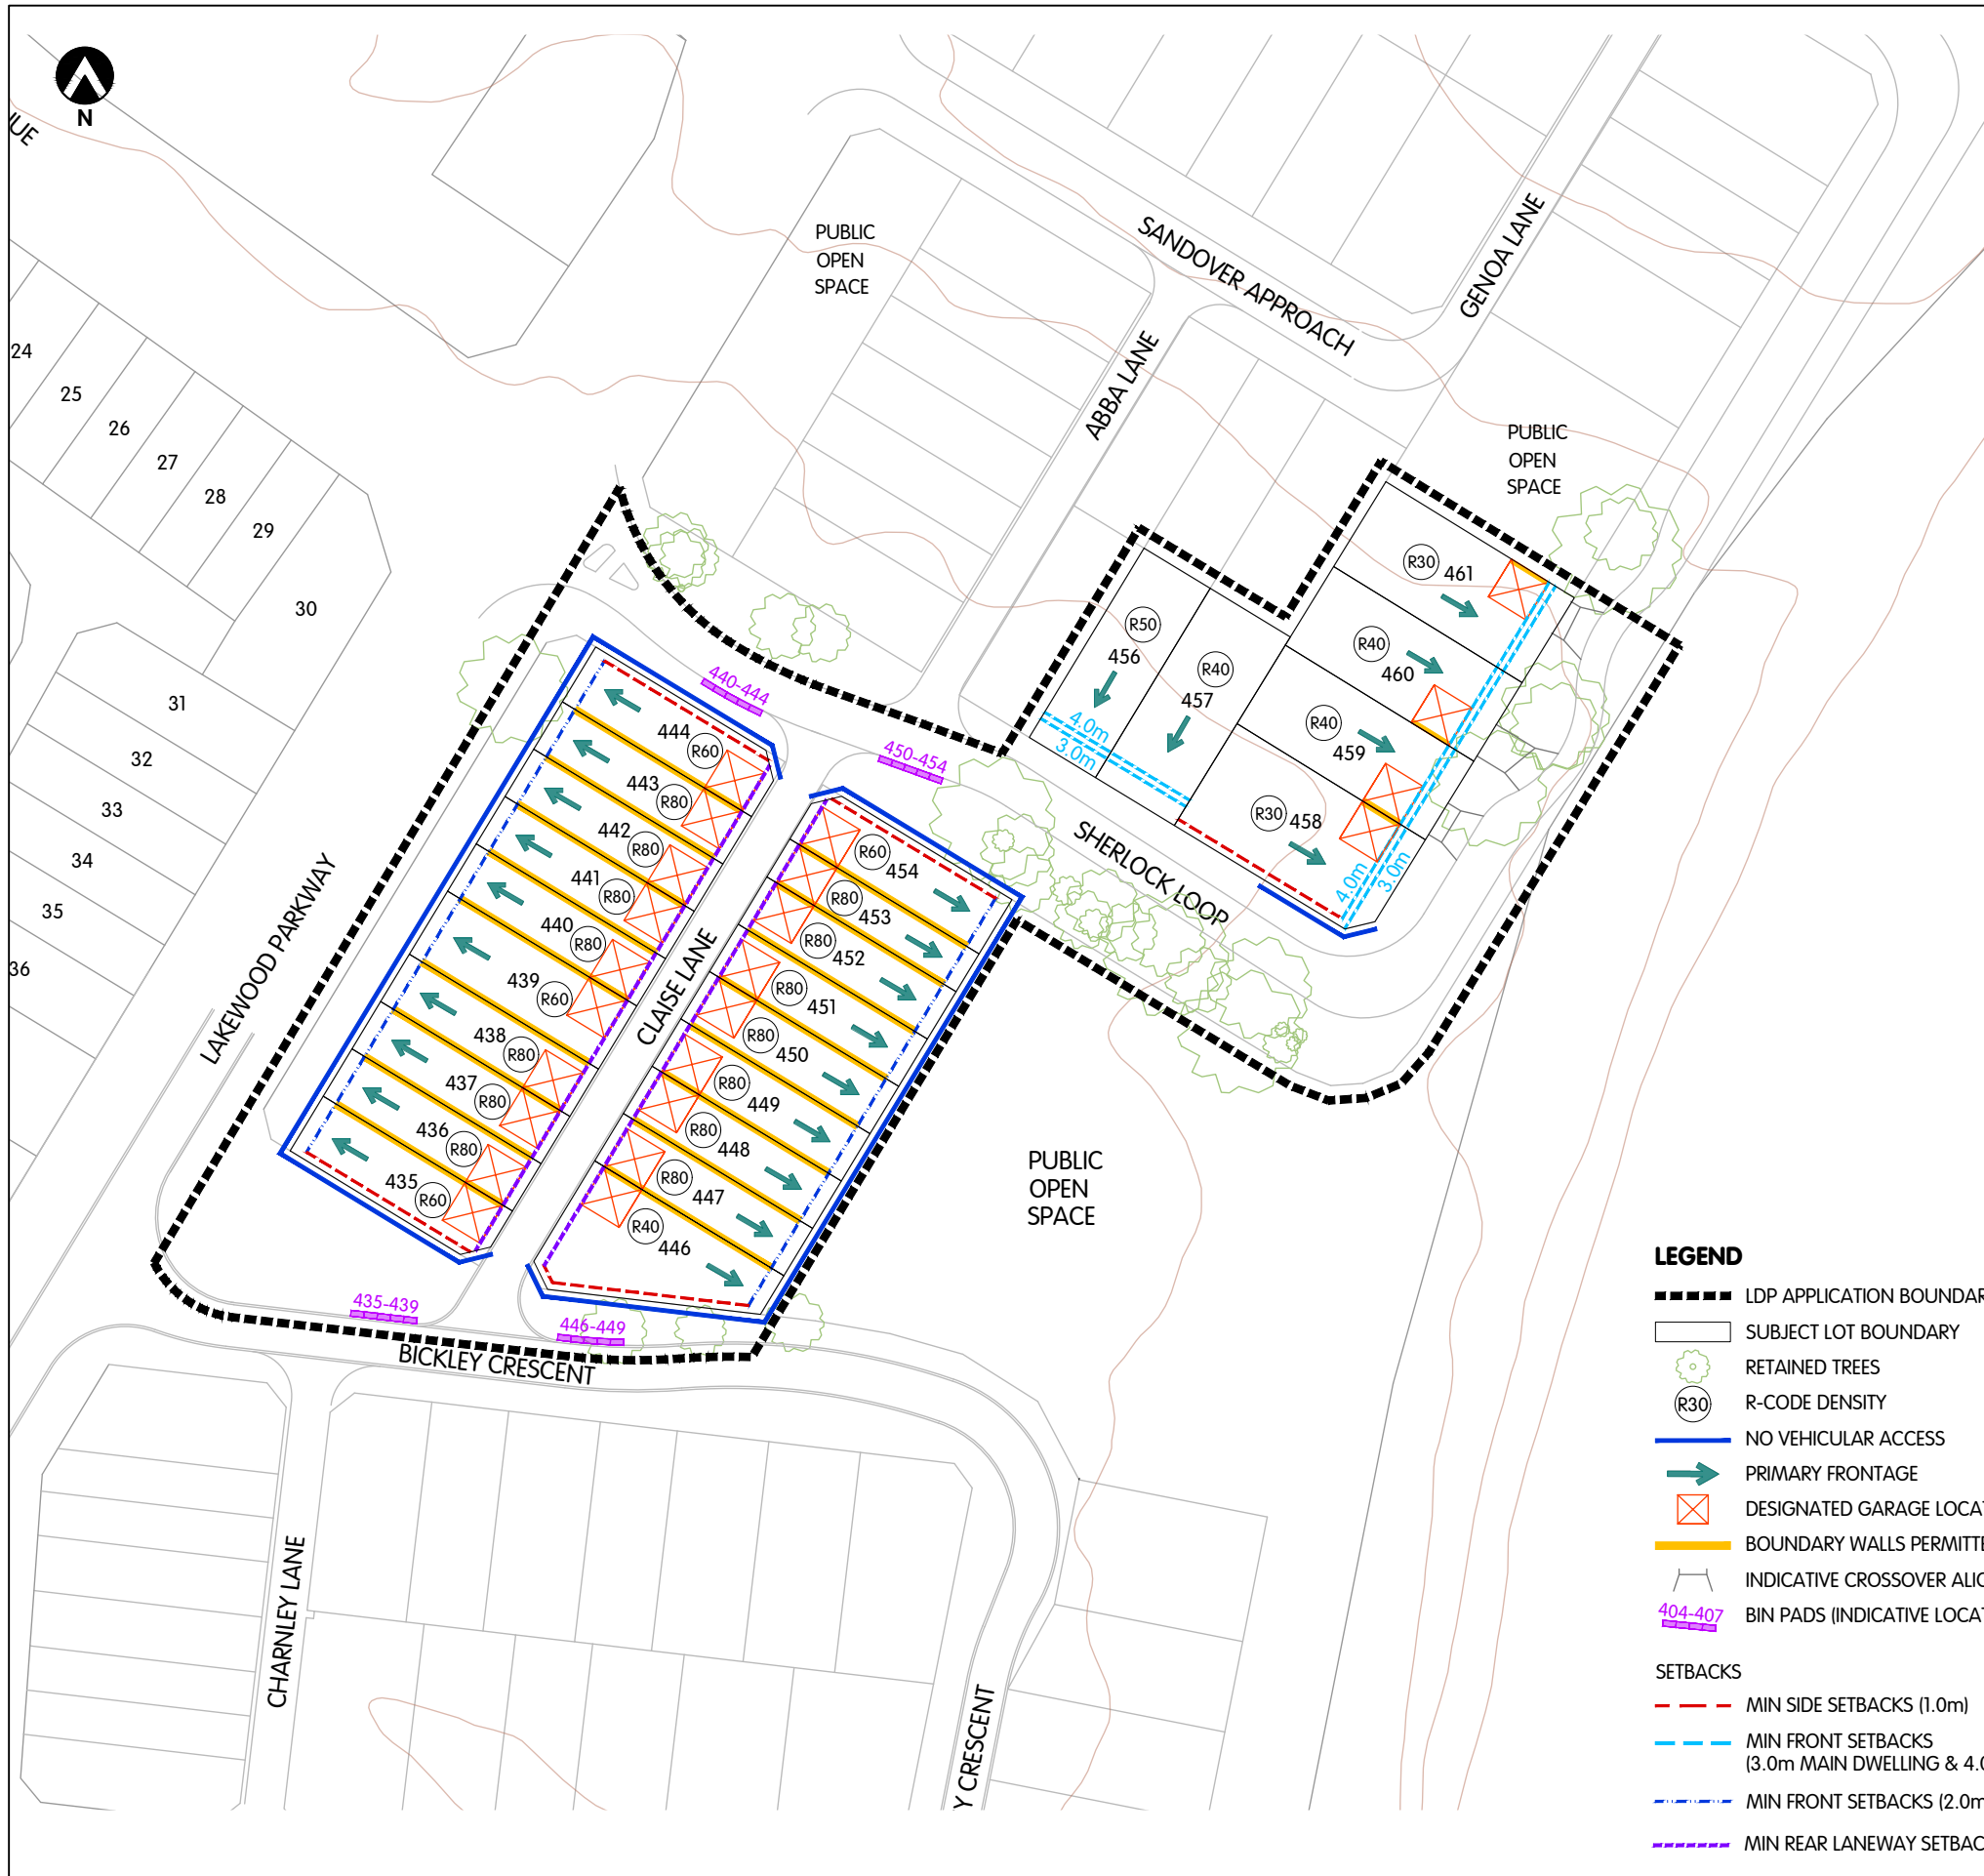 N
PUBLIC
OPEN
SPACE
SANDOVER APPROACH
GENOA LANE
ABBA LANE
24
25
26
27
28
29
30
31
32
33
34
35
36
PUBLIC
OPEN
SPACE
R30 461
R40
460
R40
459
R30 458
R50
456
R40
457
4.0m
3.0m
4.0m
3.0m
440-444
450-454
444
R60
443
R80
442
R80
441
R80
440
R80
439
R60
438
R80
437
R80
436
R80
435
R60
R60
454
R80
453
R80
452
R80
451
R80
450
R80
449
R80
448
R80
447
R40
446
LAKEWOOD PARKWAY
CLAISE LANE
SHERLOCK LOOP
PUBLIC
OPEN
SPACE
435-439
446-449
BICKLEY CRESCENT
CHARNLEY LANE
Y CRESCENT
LEGEND
LDP APPLICATION BOUNDAR
SUBJECT LOT BOUNDARY
RETAINED TREES
R30 R-CODE DENSITY
NO VEHICULAR ACCESS
PRIMARY FRONTAGE
DESIGNATED GARAGE LOCAT
BOUNDARY WALLS PERMITTE
INDICATIVE CROSSOVER ALIG
404-407 BIN PADS (INDICATIVE LOCAT
SETBACKS
MIN SIDE SETBACKS (1.0m)
MIN FRONT SETBACKS
(3.0m MAIN DWELLING & 4.0
MIN FRONT SETBACKS (2.0m
MIN REAR LANEWAY SETBAC